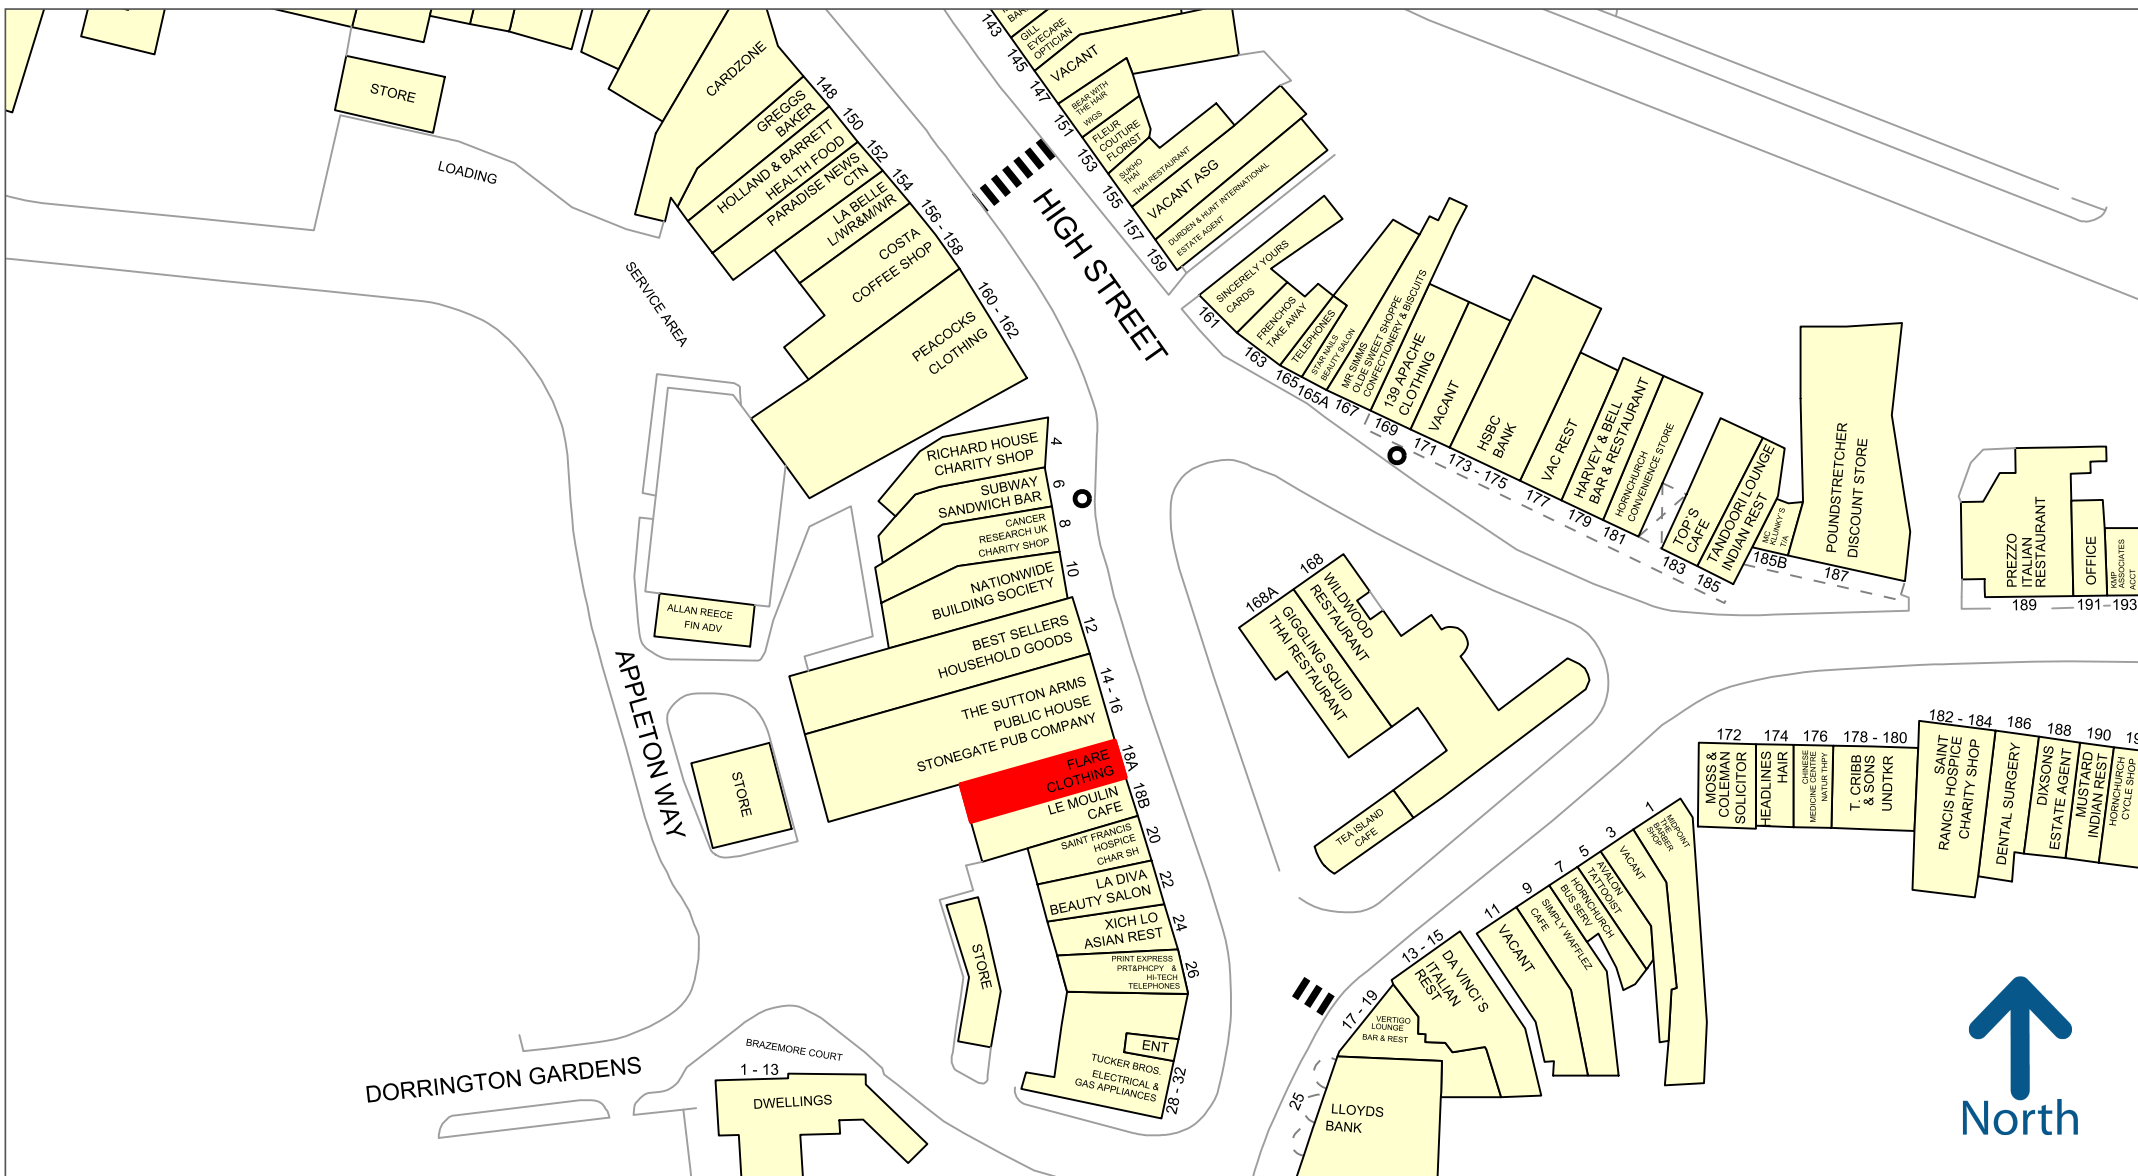 STORE
LOADING
CARDZONE
148
GREGGS
BAKER
150
HOLLAND & BARRETT
HEALTH FOOD
152
PARADISE NEWS
CTN
154
LA BELLE
L/WR&M/WR
156 - 158
COSTA
COFFEE SHOP
160 - 162
PEACOCKS
CLOTHING
SERVICE AREA
HIGH STREET
143
GILL
EYECARE
OPTICIAN
145
VACANT
147
BEAR WITH
THE HAIR
WIGS
151
FLEUR
COUTURE
FLORIST
153
SUKHO
THAI
THAI RESTAURANT
155
VACANT ASG
157
DURDEN & HUNT INTERNATIONAL
ESTATE AGENT
159
SINCERELY YOURS
CARDS
161
FRENCHOS
TAKE AWAY
163
TELEPHONES
165
STAR NAILS
BEAUTY SALON
165A
MR SIMMS
OLDE SWEET SHOPPE
CONFECTIONERY & BISCUITS
167
139 APACHE
CLOTHING
169
VACANT
171
HSBC
BANK
173 - 175
VAC REST
177
HARVEY & BELL
BAR & RESTAURANT
179
HORNCHURCH
CONVENIENCE STORE
181
TOP'S
CAFE
183
TANDOORI LOUNGE
INDIAN REST
185
MC
KLUNKY'S
T/A
185B
POUNDSTRETCHER
DISCOUNT STORE
187
PREZZO
ITALIAN
RESTAURANT
189
OFFICE
191
KMP
ASSOCIATES
ACCT
193
RICHARD HOUSE
CHARITY SHOP
4
SUBWAY
SANDWICH BAR
6
CANCER
RESEARCH UK
CHARITY SHOP
8
NATIONWIDE
BUILDING SOCIETY
10
BEST SELLERS
HOUSEHOLD GOODS
12
THE SUTTON ARMS
PUBLIC HOUSE
STONEGATE PUB COMPANY
14 - 16
FLARE
CLOTHING
18A
LE MOULIN
CAFE
18B
SAINT FRANCIS
HOSPICE
CHAR SH
20
LA DIVA
BEAUTY SALON
22
XICH LO
ASIAN REST
24
PRINT EXPRESS
PRT&PHCPY &
HI-TECH
TELEPHONES
26
ENT
TUCKER BROS.
ELECTRICAL &
GAS APPLIANCES
28 - 32
ALLAN REECE
FIN ADV
APPLETON WAY
STORE
STORE
DORRINGTON GARDENS
BRAZEMORE COURT
1 - 13
DWELLINGS
168
WILDWOOD
RESTAURANT
168A
GIGGLING SQUID
THAI RESTAURANT
TEA ISLAND
CAFE
172
MOSS &
COLEMAN
SOLICITOR
174
HEADLINES
HAIR
176
MEDICINE CENTRE
CHINESE
NATUR THPY
178 - 180
T. CRIBB
& SONS
UNDTKR
182 - 184
SAINT
RANCIS HOSPICE
CHARITY SHOP
186
DENTAL SURGERY
188
DIXSONS
ESTATE AGENT
190
MUSTARD
INDIAN REST
19
HORNCHURCH
CYCLE SHOP
1
MIDPOINT
THE
BARBER
SHOP
3
VACANT
5
AVALON
TATTOOIST
7
HORNCHURCH
BUS SERV
9
SIMPLY WAFFLEZ
CAFE
11
VACANT
13 - 15
DA VINCI'S
ITALIAN
REST
17 - 19
VERTIGO
LOUNGE
BAR & REST
25
LLOYDS
BANK
North